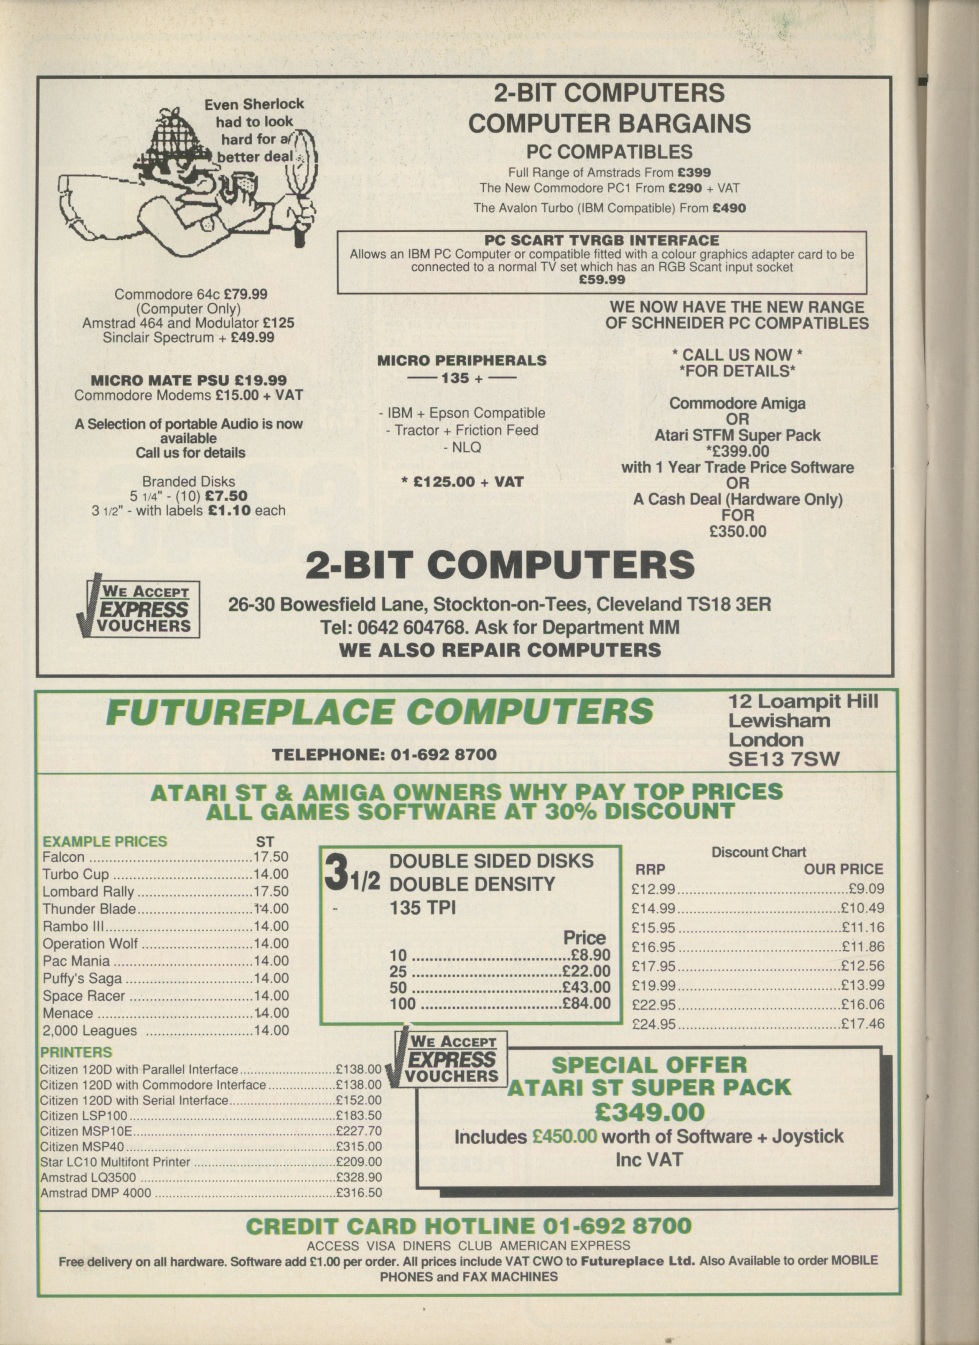 Even Sherlock
had to look
hard for a
better deal
2-BIT COMPUTERS
COMPUTER BARGAINS
PC COMPATIBLES
Full Range of Amstrads From £399
The New Commodore PC1 From £290 + VAT
The Avalon Turbo (IBM Compatible) From £490
PC SCART TVRGB INTERFACE
Allows an IBM PC Computer or compatible fitted with a colour graphics adapter card to be
connected to a normal TV set which has an RGB Scant input socket
£59.99
Commodore 64c £79.99
(Computer Only)
Amstrad 464 and Modulator £125
Sinclair Spectrum + £49.99
MICRO MATE PSU £19.99
Commodore Modems £15.00 + VAT
A Selection of portable Audio is now
available
Call us for details
Branded Disks
5 1/4" - (10) £7.50
3 1/2" - with labels £1.10 each
MICRO PERIPHERALS
— 135 + —
- IBM + Epson Compatible
- Tractor + Friction Feed
- NLQ
* £125.00 + VAT
WE NOW HAVE THE NEW RANGE
OF SCHNEIDER PC COMPATIBLES
* CALL US NOW *
*FOR DETAILS*
Commodore Amiga
OR
Atari STFM Super Pack
*£399.00
with 1 Year Trade Price Software
OR
A Cash Deal (Hardware Only)
FOR
£350.00
2-BIT COMPUTERS
WE ACCEPT
EXPRESS
VOUCHERS
26-30 Bowesfield Lane, Stockton-on-Tees, Cleveland TS18 3ER
Tel: 0642 604768. Ask for Department MM
WE ALSO REPAIR COMPUTERS
FUTUREPLACE COMPUTERS
TELEPHONE: 01-692 8700
12 Loampit Hill
Lewisham
London
SE13 7SW
ATARI ST & AMIGA OWNERS WHY PAY TOP PRICES
ALL GAMES SOFTWARE AT 30% DISCOUNT
EXAMPLE PRICES ST
Falcon ........ 17.50
Turbo Cup ........ 14.00
Lombard Rally ........ 17.50
Thunder Blade ........ 14.00
Rambo III ........ 14.00
Operation Wolf ........ 14.00
Pac Mania ........ 14.00
Puffy's Saga ........ 14.00
Space Racer ........ 14.00
Menace ........ 14.00
2,000 Leagues ........ 14.00
3 1/2 DOUBLE SIDED DISKS
DOUBLE DENSITY
- 135 TPI
Price
10 ........ £8.90
25 ........ £22.00
50 ........ £43.00
100 ........ £84.00
Discount Chart
RRP OUR PRICE
£12.99 ........ £9.09
£14.99 ........ £10.49
£15.95 ........ £11.16
£16.95 ........ £11.86
£17.95 ........ £12.56
£19.99 ........ £13.99
£22.95 ........ £16.06
£24.95 ........ £17.46
PRINTERS
Citizen 120D with Parallel Interface ........ £138.00
Citizen 120D with Commodore Interface ........ £138.00
Citizen 120D with Serial Interface ........ £152.00
Citizen LSP100 ........ £183.50
Citizen MSP10E ........ £227.70
Citizen MSP40 ........ £315.00
Star LC10 Multifont Printer ........ £209.00
Amstrad LQ3500 ........ £328.90
Amstrad DMP 4000 ........ £316.50
WE ACCEPT
EXPRESS
VOUCHERS
SPECIAL OFFER
ATARI ST SUPER PACK
£349.00
Includes £450.00 worth of Software + Joystick
Inc VAT
CREDIT CARD HOTLINE 01-692 8700
ACCESS VISA DINERS CLUB AMERICAN EXPRESS
Free delivery on all hardware. Software add £1.00 per order. All prices include VAT CWO to Futureplace Ltd. Also Available to order MOBILE
PHONES and FAX MACHINES